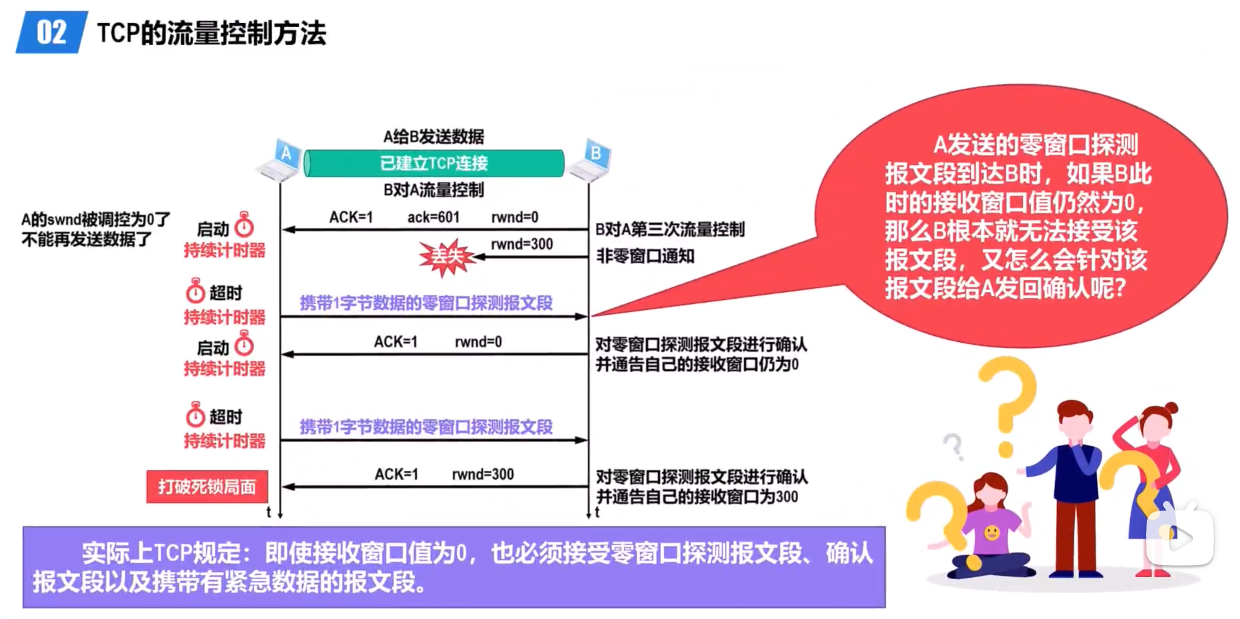 02 TCP的流量控制方法
A给B发送数据
A
已建立TCP连接
B
B对A流量控制
A的swnd被调控为0了
不能再发送数据了
启动
持续计时器
ACK=1 ack=601 rwnd=0
B对A第三次流量控制
丢失
rwnd=300
非零窗口通知
超时
持续计时器
携带1字节数据的零窗口探测报文段
启动
持续计时器
ACK=1 rwnd=0
对零窗口探测报文段进行确认
并通告自己的接收窗口仍为0
超时
持续计时器
携带1字节数据的零窗口探测报文段
打破死锁局面
ACK=1 rwnd=300
对零窗口探测报文段进行确认
并通告自己的接收窗口为300
t
t
A发送的零窗口探测
报文段到达B时，如果B此
时的接收窗口值仍然为0，
那么B根本就无法接受该
报文段，又怎么会针对该
报文段给A发回确认呢？
实际上TCP规定：即使接收窗口值为0，也必须接受零窗口探测报文段、确认
报文段以及携带有紧急数据的报文段。